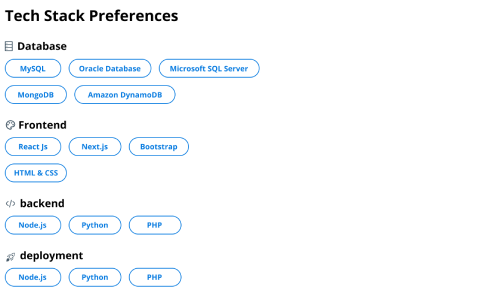 Tech Stack Preferences
Database
MySQL Oracle Database Microsoft SQL Server
MongoDB Amazon DynamoDB
Frontend
React Js Next.js Bootstrap
HTML & CSS
backend
Node.js Python PHP
deployment
Node.js Python PHP